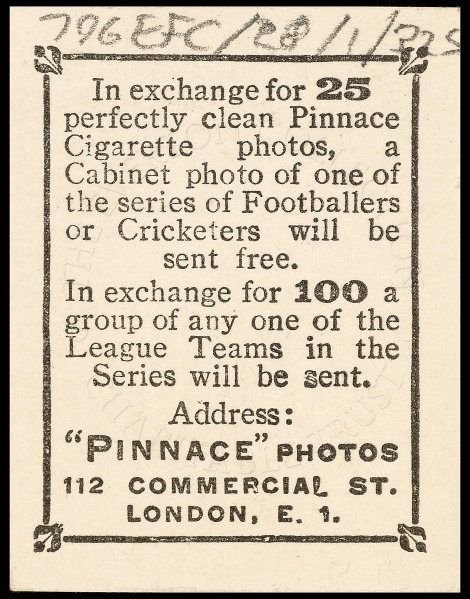 796EFC/28/1/325
In exchange for 25
perfectly clean Pinnace
Cigarette photos, a
Cabinet photo of one of
the series of Footballers
or Cricketers will be
sent free.
In exchange for 100 a
group of any one of the
League Teams in the
Series will be sent.
Address:
"PINNACE" PHOTOS
112 COMMERCIAL ST.
LONDON, E. 1.